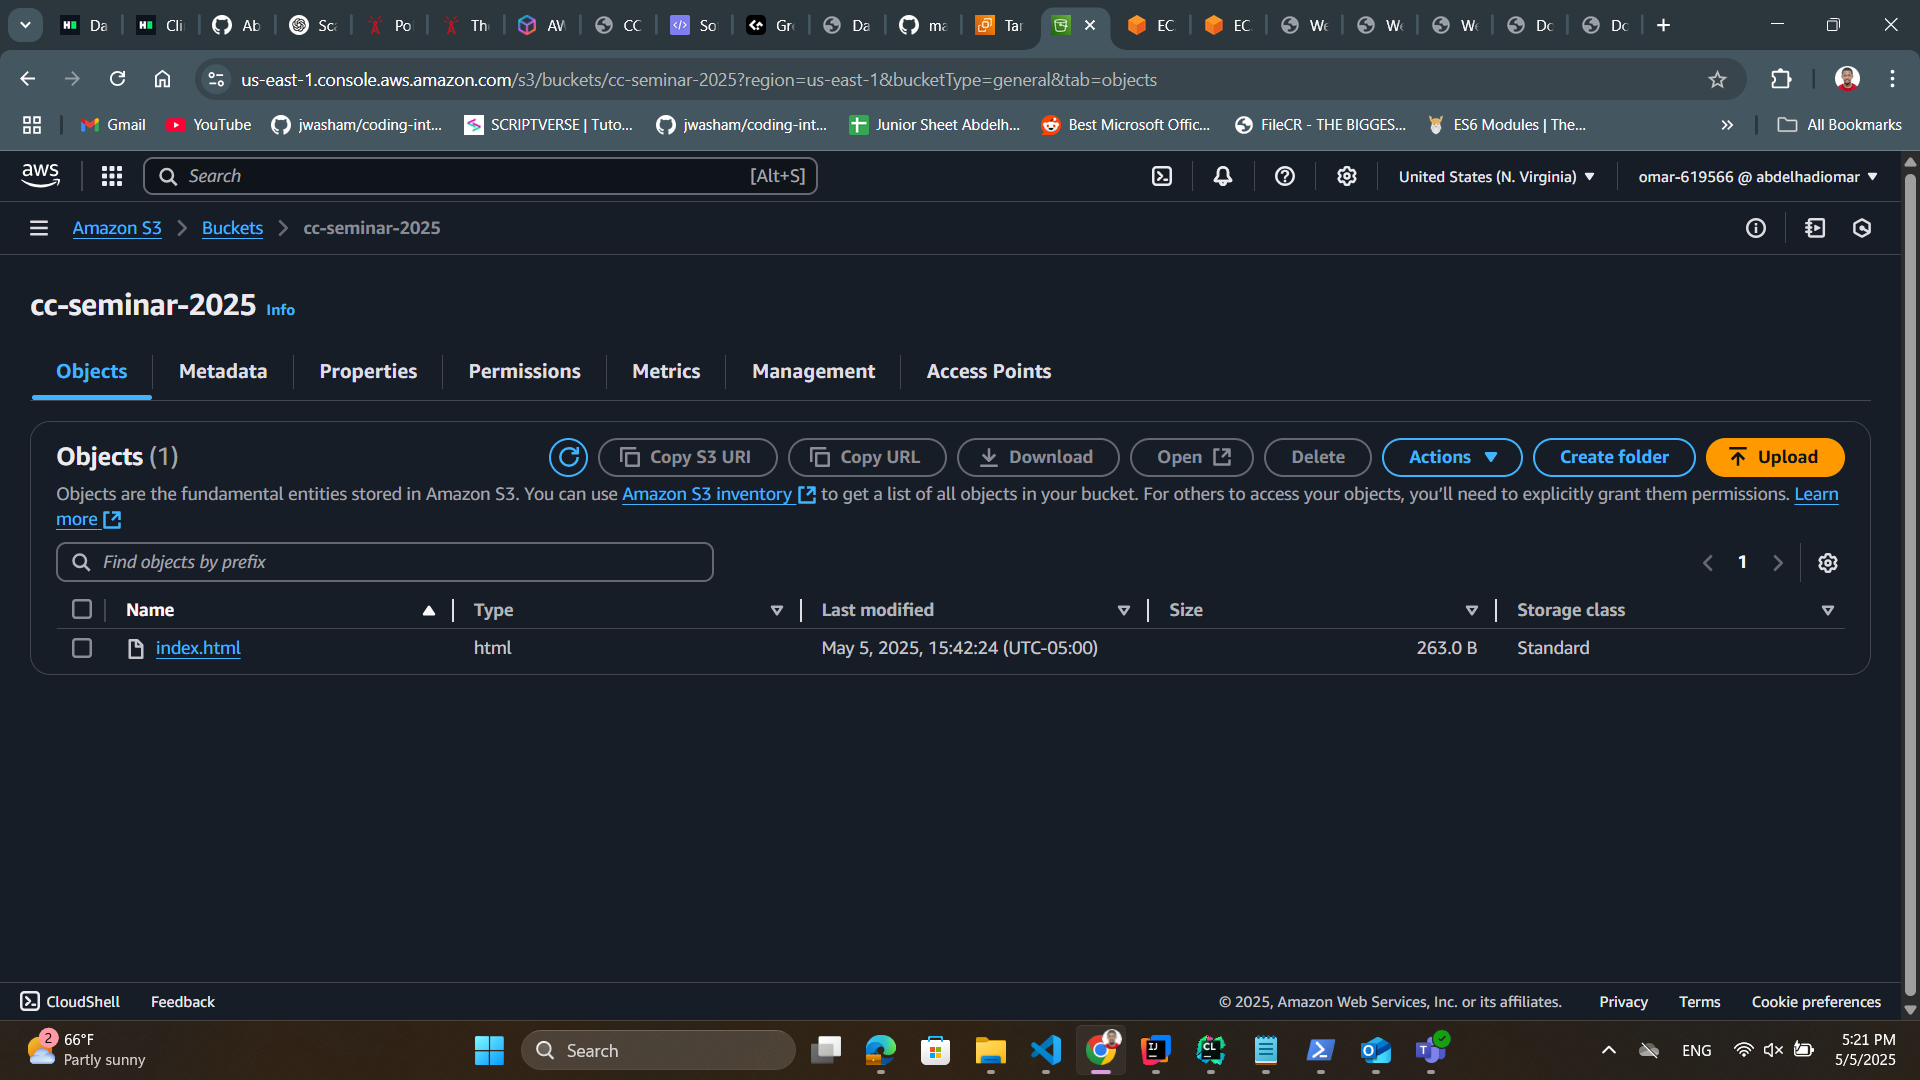 Da
Cli
Ab
Sca
Po
Th
AW
CC
So
Gr
Da
ma
Tar
EC
EC
We
We
We
Do
Do
us-east-1.console.aws.amazon.com/s3/buckets/cc-seminar-2025?region=us-east-1&bucketType=general&tab=objects
Gmail YouTube jwasham/coding-int... SCRIPTVERSE | Tuto... jwasham/coding-int... Junior Sheet Abdelh... Best Microsoft Offic... FileCR - THE BIGGES... ES6 Modules | The... » All Bookmarks
aws Search [Alt+S] United States (N. Virginia) omar-619566 @ abdelhadiomar
Amazon S3 Buckets cc-seminar-2025
cc-seminar-2025 Info
Objects Metadata Properties Permissions Metrics Management Access Points
Objects (1) Copy S3 URI Copy URL Download Open Delete Actions Create folder Upload
Objects are the fundamental entities stored in Amazon S3. You can use Amazon S3 inventory to get a list of all objects in your bucket. For others to access your objects, you’ll need to explicitly grant them permissions. Learn
more
Find objects by prefix 1
Name Type Last modified Size Storage class
index.html html May 5, 2025, 15:42:24 (UTC-05:00) 263.0 B Standard
CloudShell Feedback © 2025, Amazon Web Services, Inc. or its affiliates. Privacy Terms Cookie preferences
2 66°F
Partly sunny
Search
ENG
5:21 PM
5/5/2025